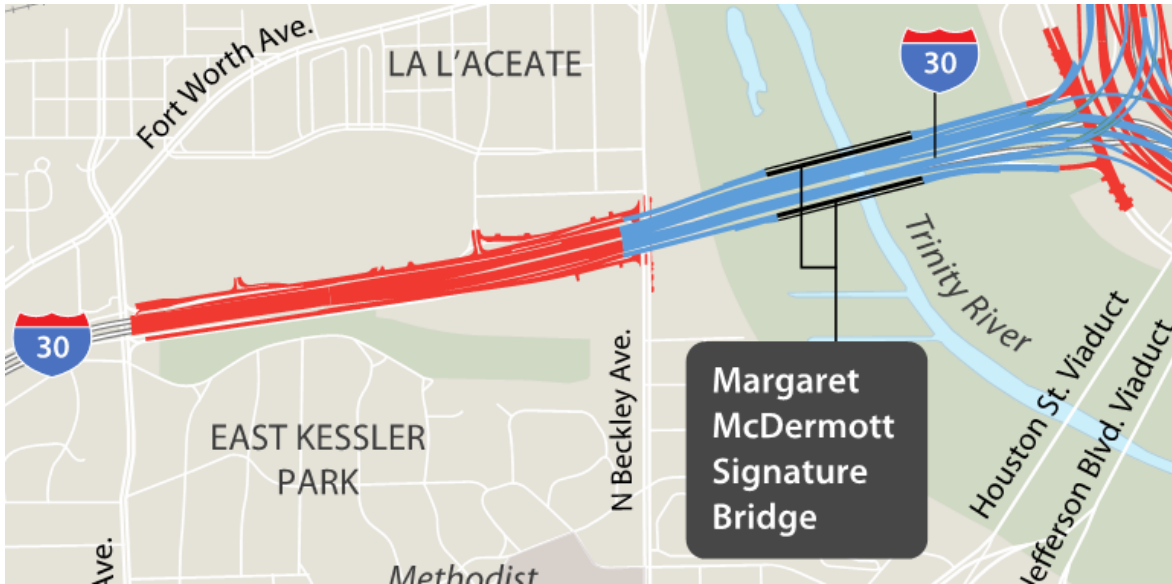 Fort Worth Ave.
LA L'ACEATE
30
30
Trinity River
Margaret
McDermott
Signature
Bridge
N Beckley Ave.
EAST KESSLER
PARK
Houston St. Viaduct
Jefferson Blvd. Viaduct
Ave.
Methodist